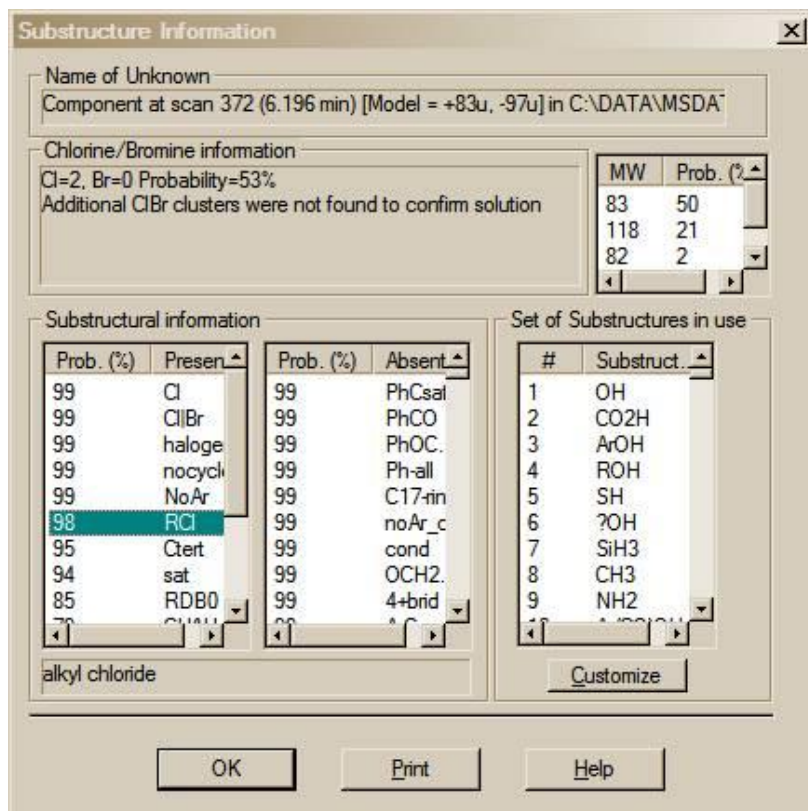 Substructure Information
Name of Unknown
Component at scan 372 (6.196 min) [Model = +83u, -97u] in C:\DATA\MSDA
Chlorine/Bromine information
Cl=2, Br=0 Probability=53%
Additional ClBr clusters were not found to confirm solution
MW Prob. (%
83 50
118 21
82 2
Substructural information
Prob. (%) Presen
99 Cl
99 Cl||Br
99 haloge
99 nocycl
99 NoAr
98 RCl
95 Ctert
94 sat
85 RDB0
alkyl chloride
Prob. (%) Absent
99 PhCsat
99 PhCO
99 PhOC.
99 Ph-all
99 C17-rin
99 noAr_c
99 cond
99 OCH2.
99 4+brid
Set of Substructures in use
# Substruct...
1 OH
2 CO2H
3 ArOH
4 ROH
5 SH
6 ?OH
7 SiH3
8 CH3
9 NH2
Customize
OK Print Help